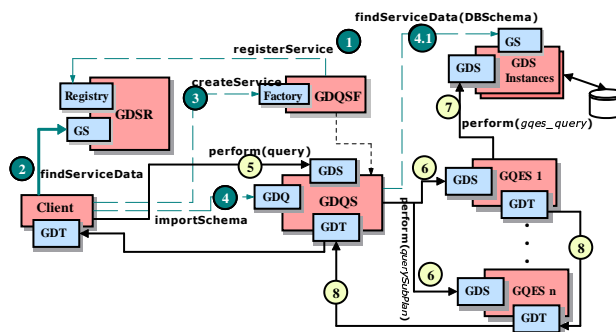 findServiceData(DBSchema)
1
4.1
registerService
GS
GDS
GDS
Instances
createService
Registry
3
Factory
GDQSF
GDSR
7
GS
perform(gqes_query)
perform(query)
2
findServiceData
5
6
GDS
GDS
GQES 1
4
GDQ
GDQS
GDT
Client
importSchema
GDT
GDT
perform(querySubPlan)
8
6
GDS
8
GQES n
GDT